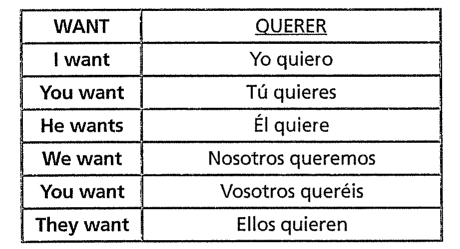 WANT QUERER
I want Yo quiero
You want Tú quieres
He wants Él quiere
We want Nosotros queremos
You want Vosotros queréis
They want Ellos quieren